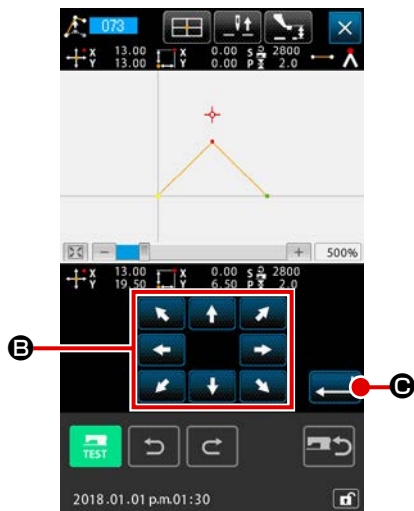 073
X 13.00 X 0.00 S 2800
Y 13.00 Y 0.00 P 2.0
500%
X 13.00 X 0.00 S 2800
Y 19.50 Y 6.50 P 2.0
B
C
TEST
2018.01.01 p.m.01:30